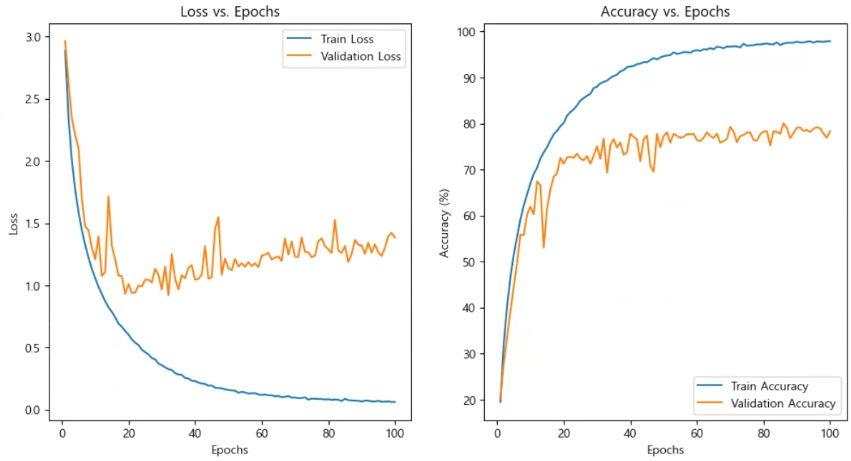 Loss vs. Epochs
3.0
2.5
2.0
1.5
1.0
0.5
0.0
Loss
0 20 40 60 80 100
Epochs
Train Loss
Validation Loss
Accuracy vs. Epochs
100
90
80
70
60
50
40
30
20
Accuracy (%)
0 20 40 60 80 100
Epochs
Train Accuracy
Validation Accuracy